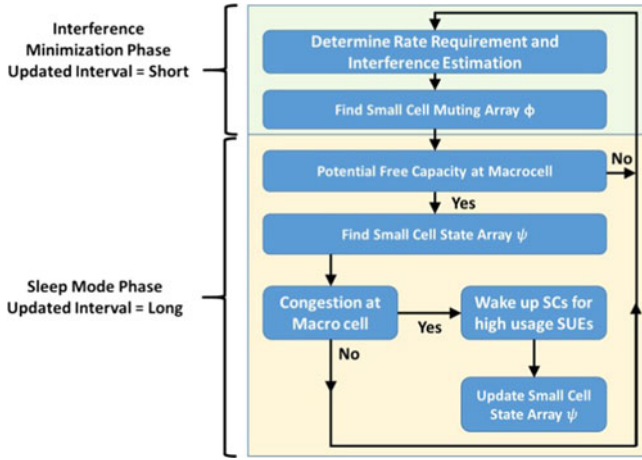 Interference
Minimization Phase
Updated Interval = Short
Determine Rate Requirement and
Interference Estimation
Find Small Cell Muting Array ϕ
Potential Free Capacity at Macrocell
No
Yes
Find Small Cell State Array ψ
Sleep Mode Phase
Updated Interval = Long
Congestion at
Macro cell
Yes
Wake up SCs for
high usage SUEs
No
Update Small Cell
State Array ψ